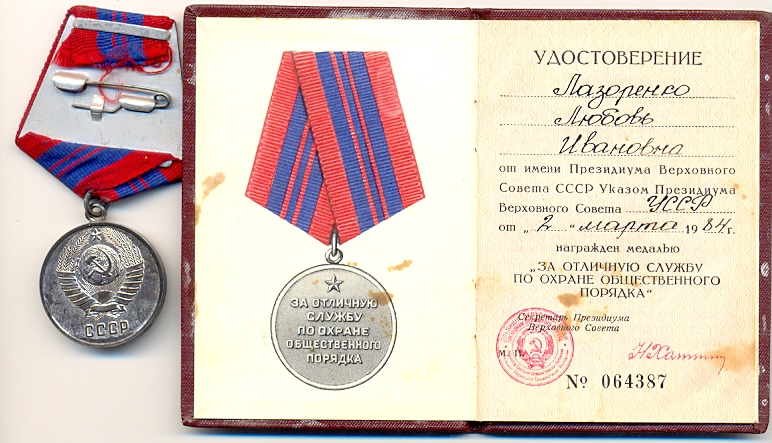 СССР
ЗА ОТЛИЧНУЮ
СЛУЖБУ
ПО ОХРАНЕ
ОБЩЕСТВЕННОГО
ПОРЯДКА
УДОСТОВЕРЕНИЕ
Лазоренко
Любовь
Ивановна
от имени Президиума Верховного
Совета СССР Указом Президиума
Верховного Совета УССР
от „2“ марта 1984 г.
награжден медалью
„ЗА ОТЛИЧНУЮ СЛУЖБУ
ПО ОХРАНЕ ОБЩЕСТВЕННОГО
ПОРЯДКА“
Секретарь Президиума
Верховного Совета
М. П.
№ 064387